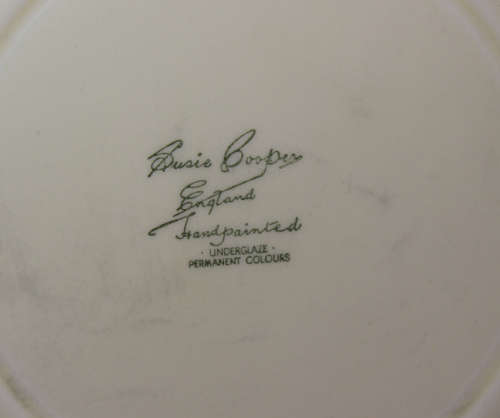 Susie Cooper
England
Handpainted
· UNDERGLAZE ·
PERMANENT COLOURS